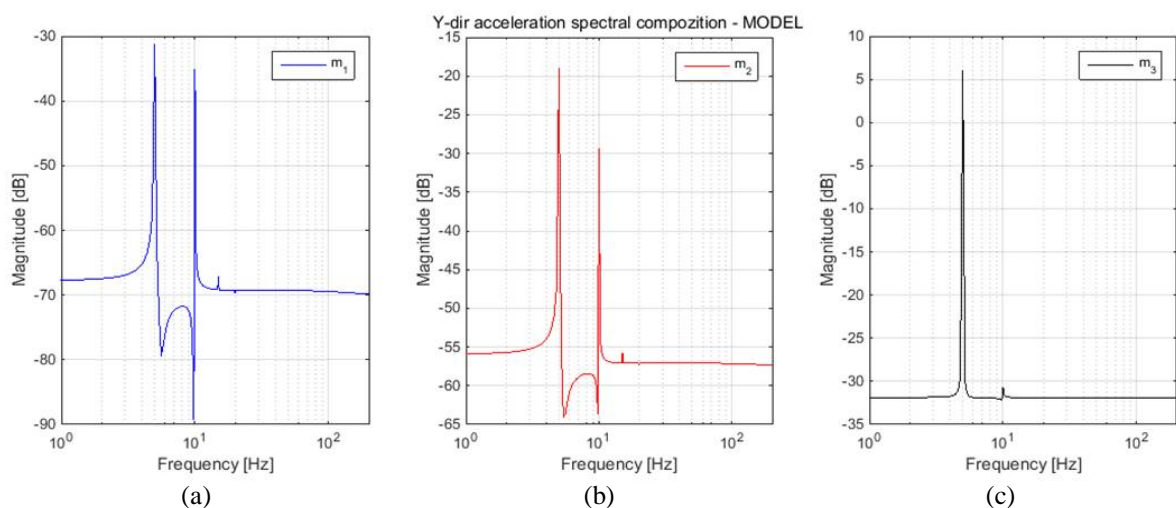 Y-dir acceleration spectral compozition - MODEL
-30
-40
-50
-60
-70
-80
-90
Magnitude [dB]
m1
10^0
10^1
10^2
Frequency [Hz]
(a)
-15
-20
-25
-30
-35
-40
-45
-50
-55
-60
-65
Magnitude [dB]
m2
10^0
10^1
10^2
Frequency [Hz]
(b)
10
5
0
-5
-10
-15
-20
-25
-30
-35
Magnitude [dB]
m3
10^0
10^1
10^2
Frequency [Hz]
(c)